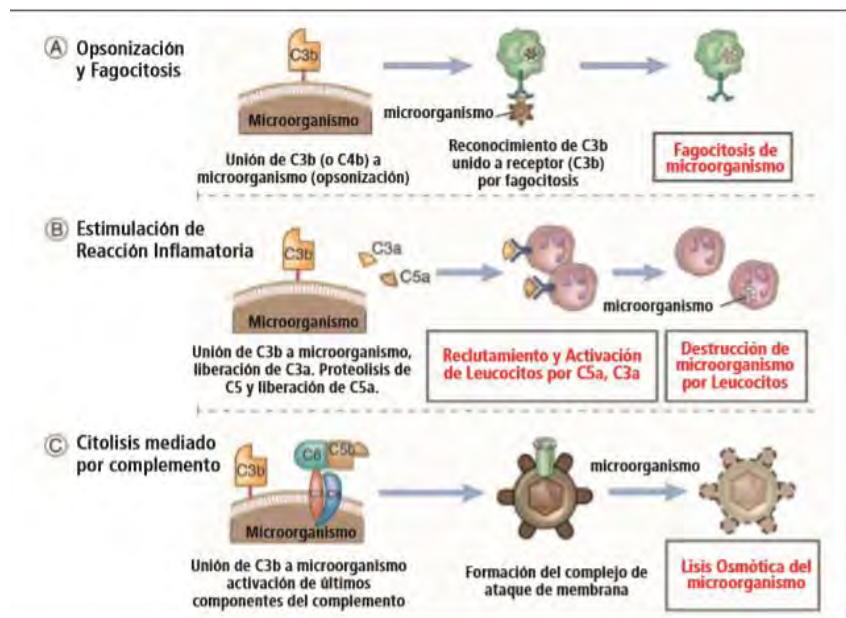 A Opsonización
y Fagocitosis
C3b
Microorganismo
Unión de C3b (o C4b) a
microorganismo (opsonización)
microorganismo
Reconocimiento de C3b
unido a receptor (C3b)
por fagocitosis
Fagocitosis de
microorganismo
B Estimulación de
Reacción Inflamatoria
C3b
C3a
C5a
Microorganismo
Unión de C3b a microorganismo,
liberación de C3a. Proteolisis de
C5 y liberación de C5a.
Reclutamiento y Activación
de Leucocitos por C5a, C3a
microorganismo
Destrucción de
microorganismo
por Leucocitos
C Citolisis mediado
por complemento
C3b
C6
C5b
Microorganismo
Unión de C3b a microorganismo
activación de últimos
componentes del complemento
Formación del complejo de
ataque de membrana
microorganismo
Lisis Osmòtica del
microorganismo